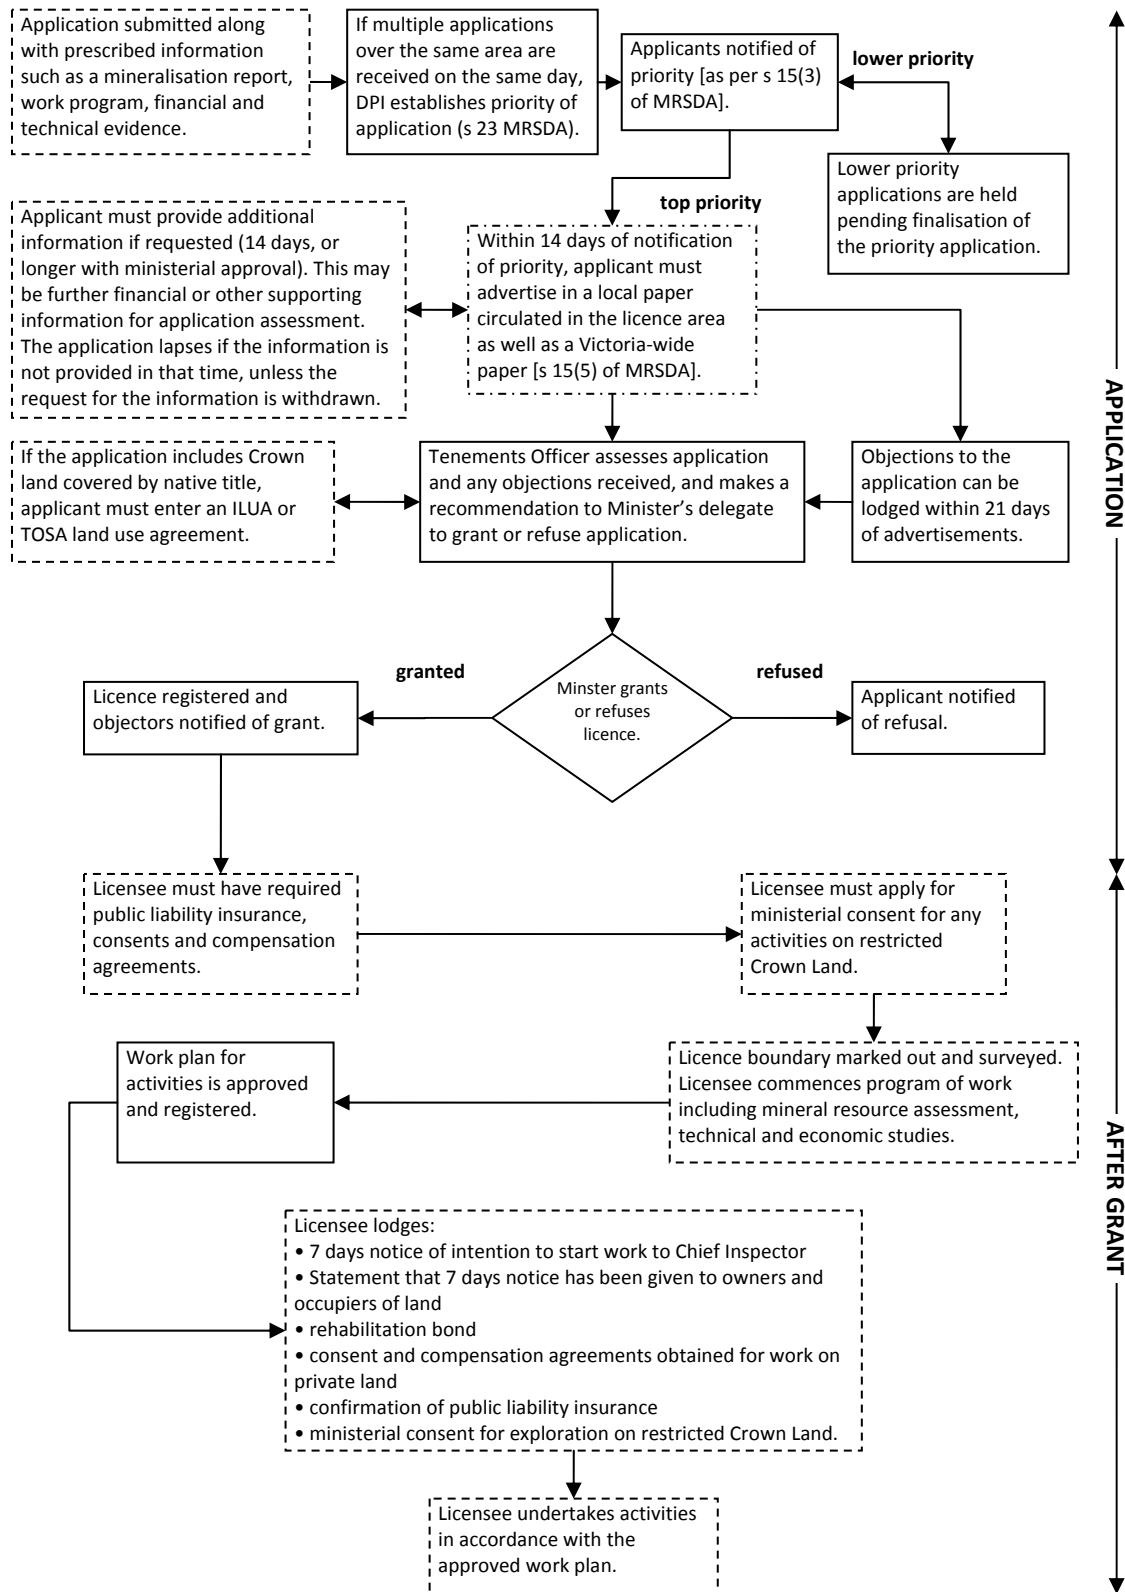 Application submitted along
with prescribed information
such as a mineralisation report,
work program, financial and
technical evidence.
If multiple applications
over the same area are
received on the same day,
DPI establishes priority of
application (s 23 MRSDA).
Applicants notified of
priority [as per s 15(3)
of MRSDA].
lower priority
Lower priority
applications are held
pending finalisation of
the priority application.
top priority
Applicant must provide additional
information if requested (14 days, or
longer with ministerial approval). This may
be further financial or other supporting
information for application assessment.
The application lapses if the information is
not provided in that time, unless the
request for the information is withdrawn.
Within 14 days of notification
of priority, applicant must
advertise in a local paper
circulated in the licence area
as well as a Victoria-wide
paper [s 15(5) of MRSDA].
If the application includes Crown
land covered by native title,
applicant must enter an ILUA or
TOSA land use agreement.
Tenements Officer assesses application
and any objections received, and makes a
recommendation to Minister’s delegate
to grant or refuse application.
Objections to the
application can be
lodged within 21 days
of advertisements.
APPLICATION
granted
refused
Minster grants
or refuses
licence.
Licence registered and
objectors notified of grant.
Applicant notified
of refusal.
Licensee must have required
public liability insurance,
consents and compensation
agreements.
Licensee must apply for
ministerial consent for any
activities on restricted
Crown Land.
Work plan for
activities is approved
and registered.
Licence boundary marked out and surveyed.
Licensee commences program of work
including mineral resource assessment,
technical and economic studies.
AFTER GRANT
Licensee lodges:
• 7 days notice of intention to start work to Chief Inspector
• Statement that 7 days notice has been given to owners and
occupiers of land
• rehabilitation bond
• consent and compensation agreements obtained for work on
private land
• confirmation of public liability insurance
• ministerial consent for exploration on restricted Crown Land.
Licensee undertakes activities
in accordance with the
approved work plan.